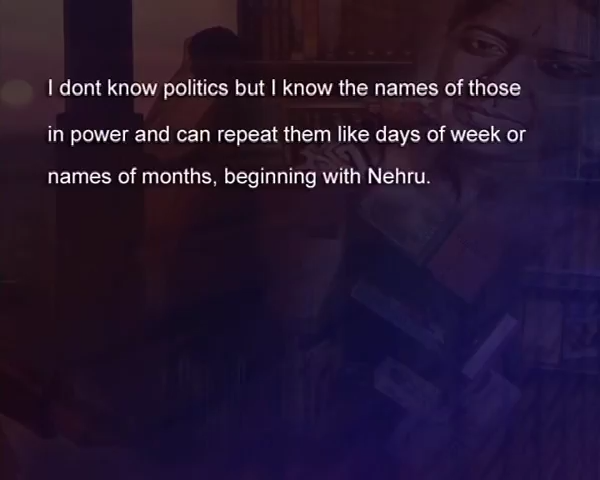 I dont know politics but I know the names of those
in power and can repeat them like days of week or
names of months, beginning with Nehru.